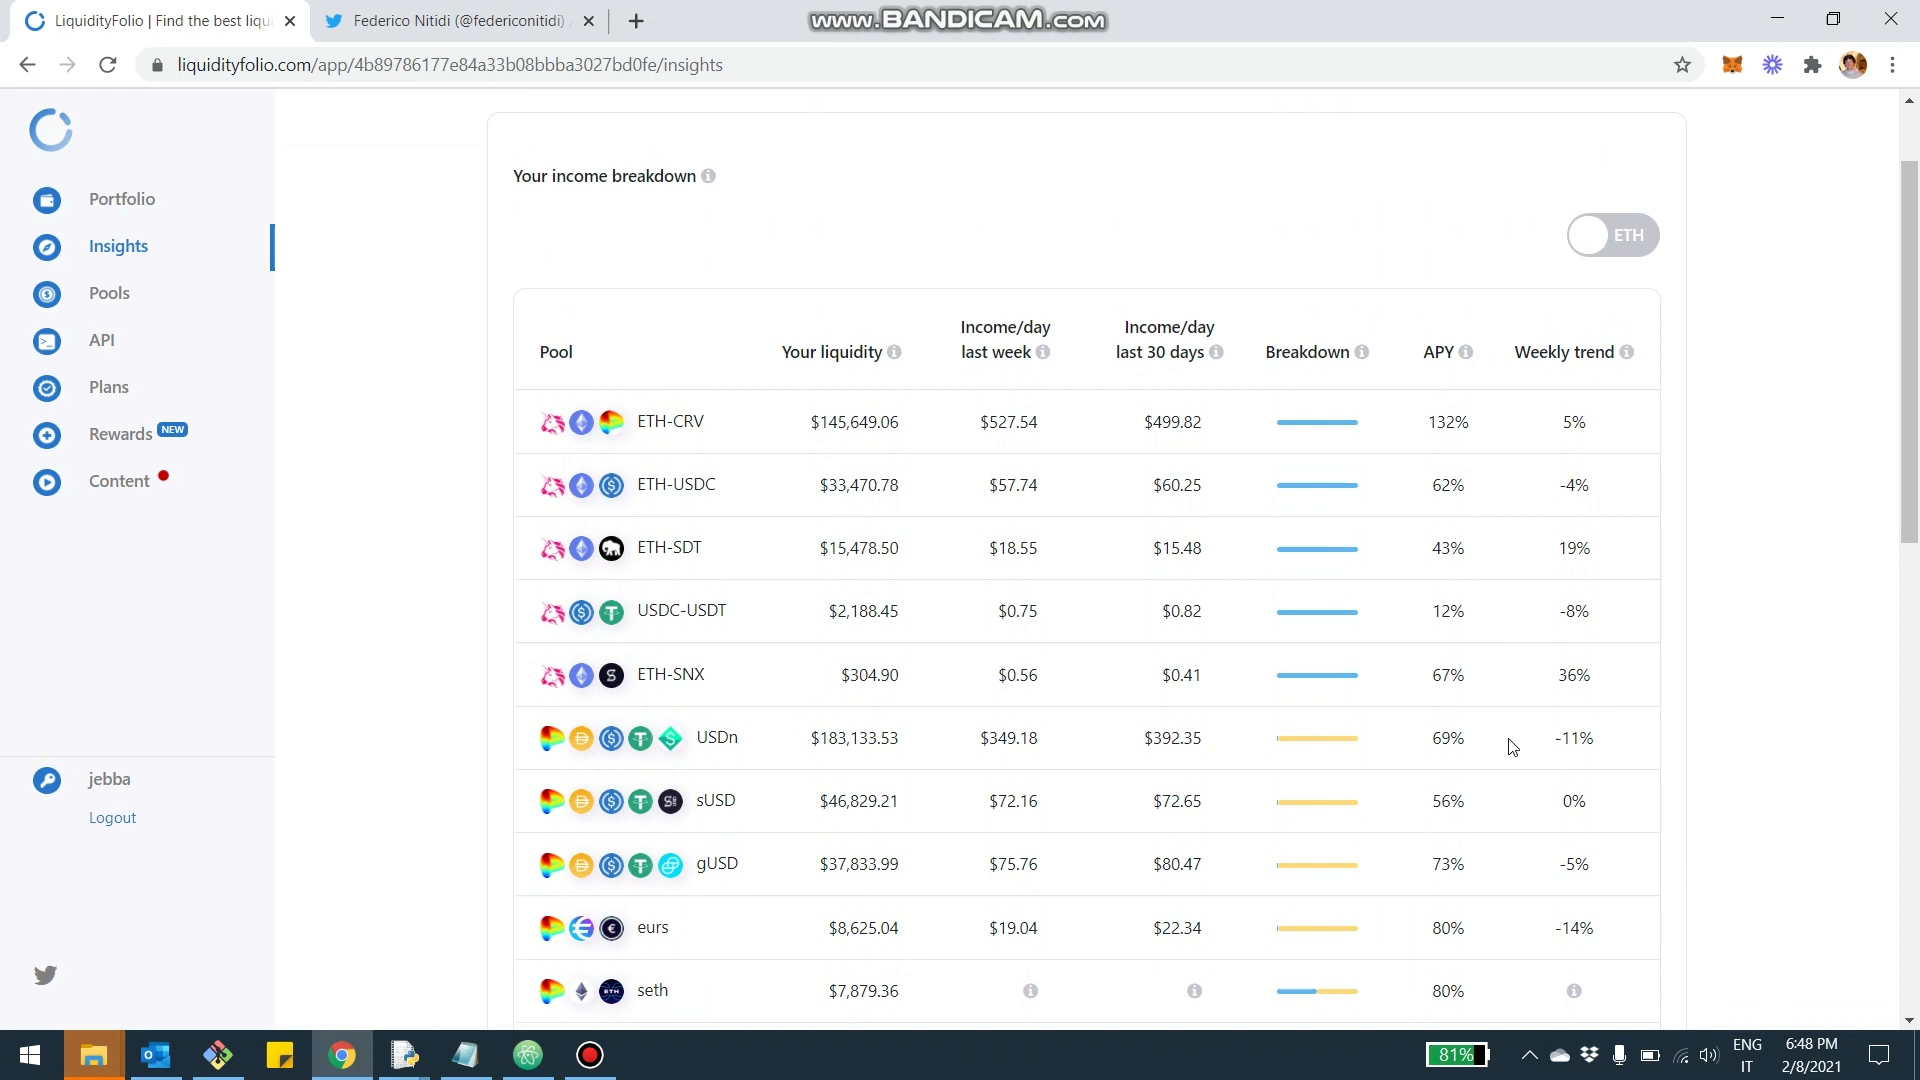 LiquidityFolio | Find the best liqui
Federico Nitidi (@federiconitidi)
www.BANDICAM.com
liquidityfolio.com/app/4b89786177e84a33b08bbba3027bd0fe/insights
Portfolio
Insights
Pools
API
Plans
Rewards NEW
Content
jebba
Logout
Your income breakdown
ETH
Pool Your liquidity Income/day last week Income/day last 30 days Breakdown APY Weekly trend
ETH-CRV $145,649.06 $527.54 $499.82 132% 5%
ETH-USDC $33,470.78 $57.74 $60.25 62% -4%
ETH-SDT $15,478.50 $18.55 $15.48 43% 19%
USDC-USDT $2,188.45 $0.75 $0.82 12% -8%
ETH-SNX $304.90 $0.56 $0.41 67% 36%
USDn $183,133.53 $349.18 $392.35 69% -11%
sUSD $46,829.21 $72.16 $72.65 56% 0%
gUSD $37,833.99 $75.76 $80.47 73% -5%
eurs $8,625.04 $19.04 $22.34 80% -14%
seth $7,879.36 80%
81%
ENG
IT
6:48 PM
2/8/2021